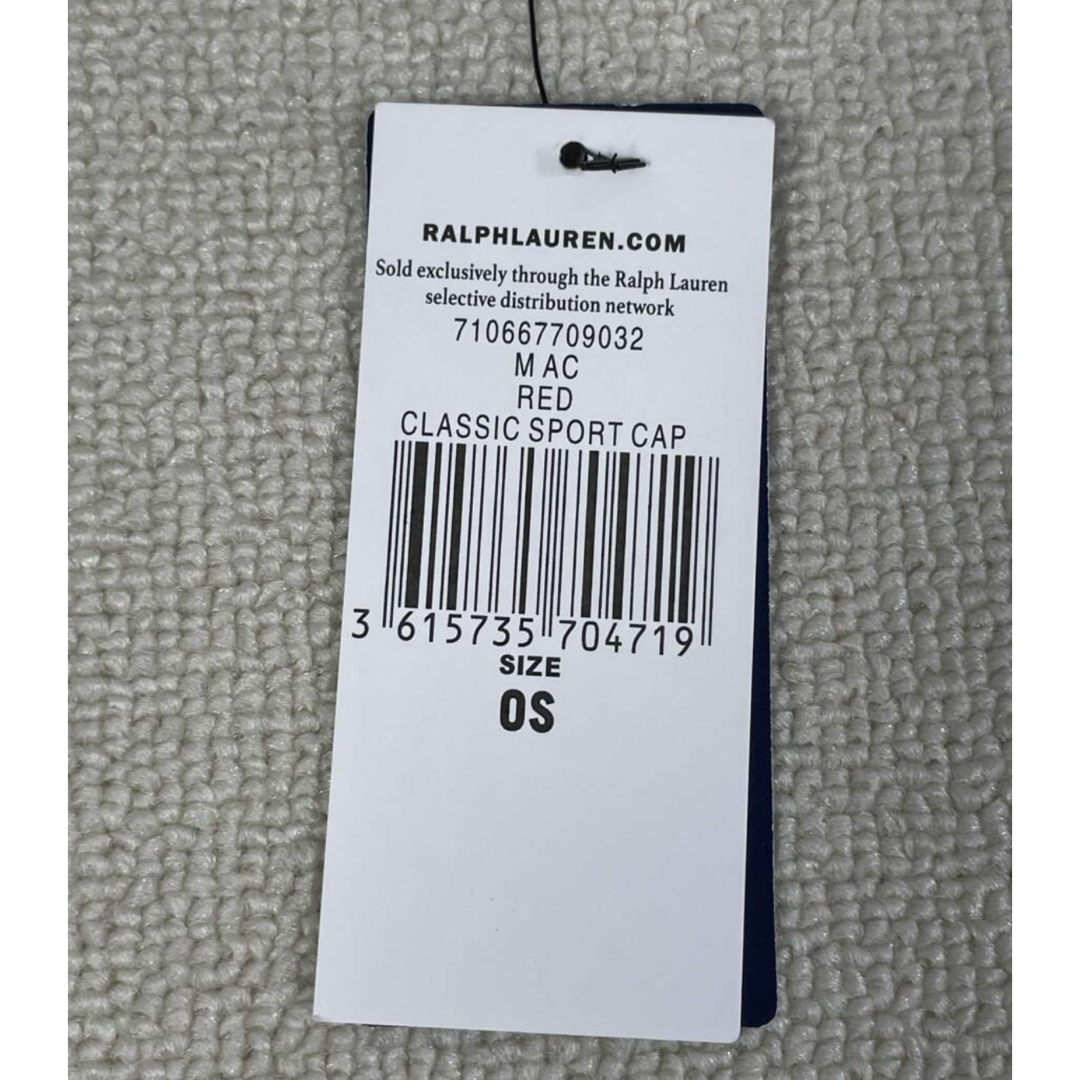 RALPHLAUREN.COM
Sold exclusively through the Ralph Lauren
selective distribution network
710667709032
M AC
RED
CLASSIC SPORT CAP
3 615735 704719
SIZE
OS